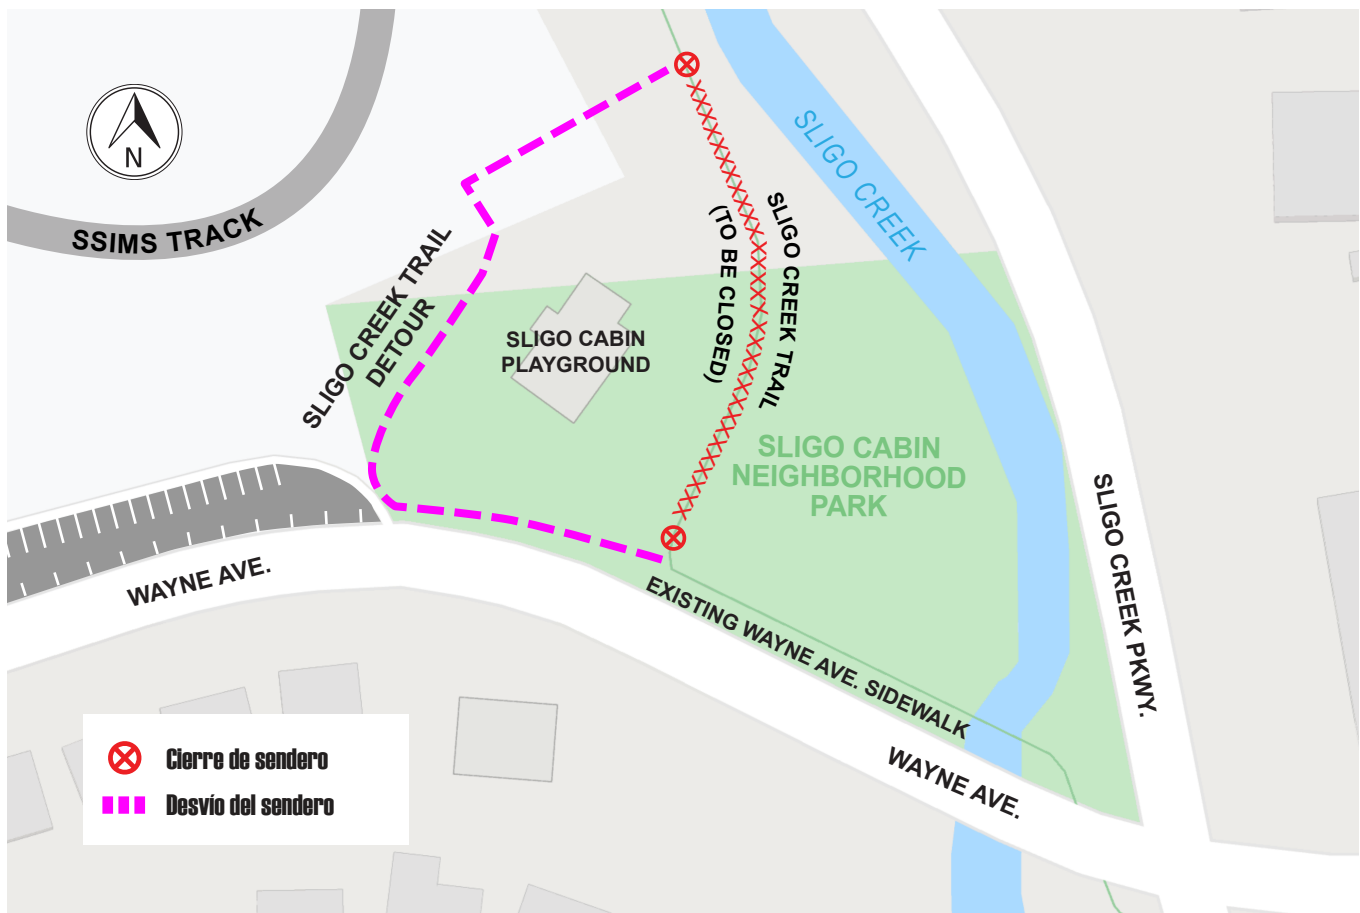 SLIGO CREEK
N
SSIMS TRACK
SLIGO CREEK TRAIL
DETOUR
SLIGO CREEK TRAIL
(TO BE CLOSED)
SLIGO CABIN
PLAYGROUND
SLIGO CABIN
NEIGHBORHOOD
PARK
SLIGO CREEK PKWY.
WAYNE AVE.
EXISTING WAYNE AVE. SIDEWALK
WAYNE AVE.
Cierre de sendero
Desvío del sendero